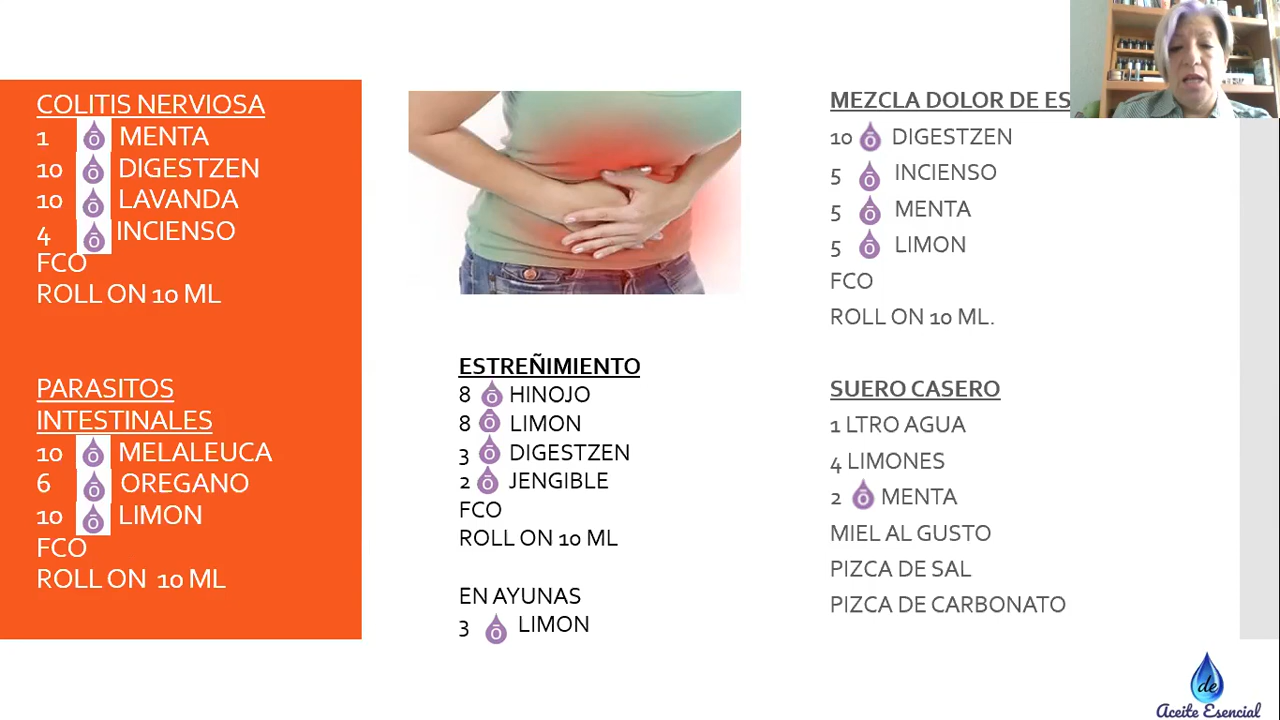 COLITIS NERVIOSA
1 ō MENTA
10 ō DIGESTZEN
10 ō LAVANDA
4 ō INCIENSO
FCO
ROLL ON 10 ML
PARASITOS
INTESTINALES
10 ō MELALEUCA
6 ō OREGANO
10 ō LIMON
FCO
ROLL ON 10 ML
ESTREÑIMIENTO
8 ō HINOJO
8 ō LIMON
3 ō DIGESTZEN
2 ō JENGIBLE
FCO
ROLL ON 10 ML
EN AYUNAS
3 ō LIMON
MEZCLA DOLOR DE
10 ō DIGESTZEN
5 ō INCIENSO
5 ō MENTA
5 ō LIMON
FCO
ROLL ON 10 ML.
SUERO CASERO
1 LTRO AGUA
4 LIMONES
2 ō MENTA
MIEL AL GUSTO
PIZCA DE SAL
PIZCA DE CARBONATO
de
Aceite Esencial